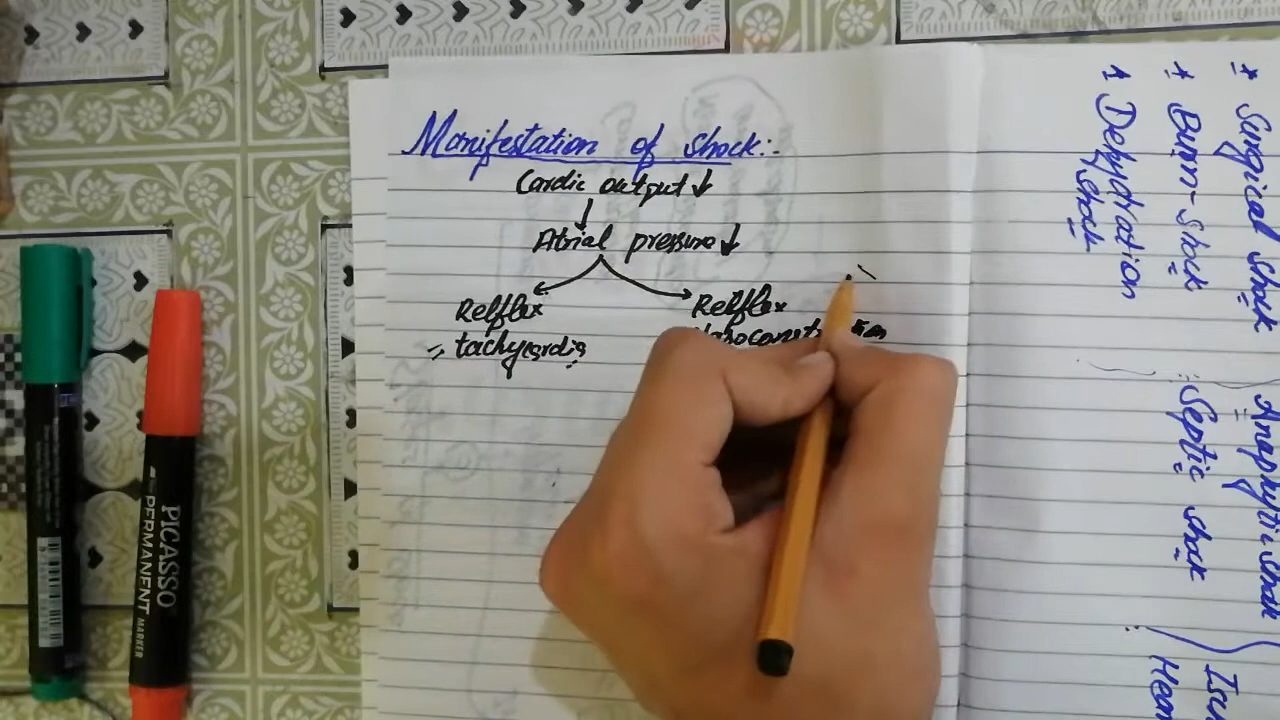 Manifestation of shock:-
Cardic output ↓
↓
Atrial pressure ↓
Relflex
tachycardia
Relflex
* Surgical shock
* Burn-shock
* Dehydration
shock
Anaphytic shock
Septic shock
PICASSO
PERMANENT MARKER